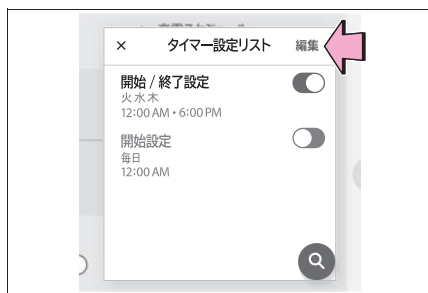 × タイマー設定リスト 編集
開始 / 終了設定
火 水 木
12:00 AM • 6:00 PM
開始設定
毎日
12:00 AM